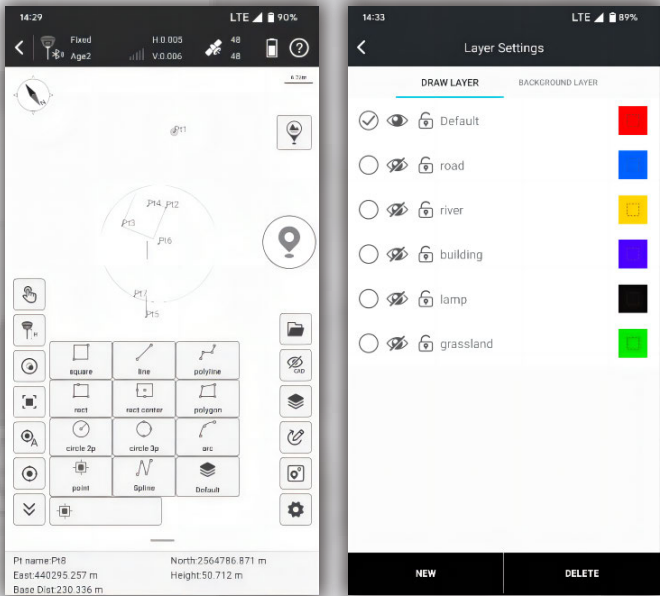 14:29
LTE 90%
Fixed H:0.005 48
Age2 V:0.006 48
N
Pt1
Pt4 Pt2
Pt3
Pt6
Pt7
Pt5
H
square line polyline
CAD
rect rect center polygon
circle 2p circle 3p arc
A
point Spline Default
Pt name:Pt8 North:2564786.871 m
East:440295.257 m Height:50.712 m
Base Dist:230.336 m
14:33
LTE 89%
Layer Settings
DRAW LAYER BACKGROUND LAYER
Default
road
river
building
lamp
grassland
NEW DELETE